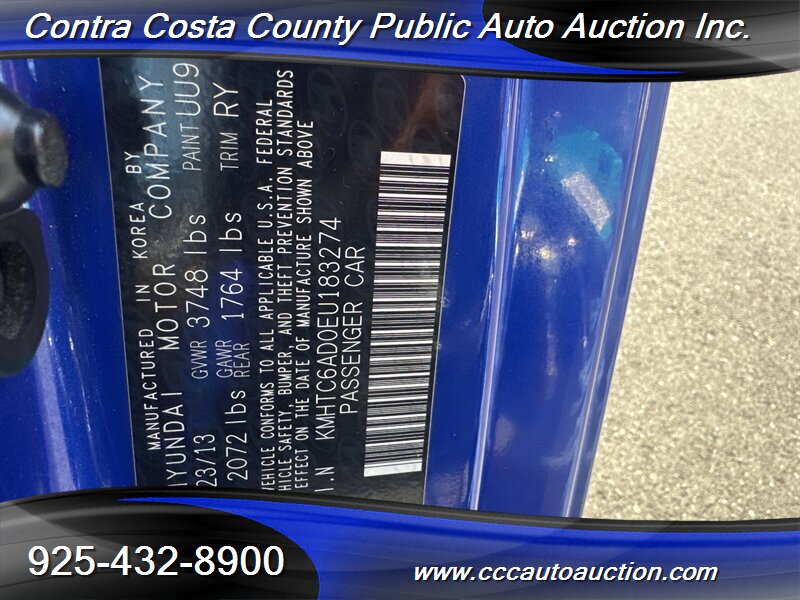 Contra Costa County Public Auto Auction Inc.
MANUFACTURED IN KOREA BY
HYUNDAI MOTOR COMPANY
23/13 GVWR 3748 lbs PAINT UU9
2072 lbs GAWR REAR 1764 lbs TRIM RY
VEHICLE CONFORMS TO ALL APPLICABLE U.S.A. FEDERAL
HICLE SAFETY, BUMPER, AND THEFT PREVENTION STANDARDS
EFFECT ON THE DATE OF MANUFACTURE SHOWN ABOVE
I.N KMHTC6AD0EU183274
PASSENGER CAR
925-432-8900
www.cccautoauction.com